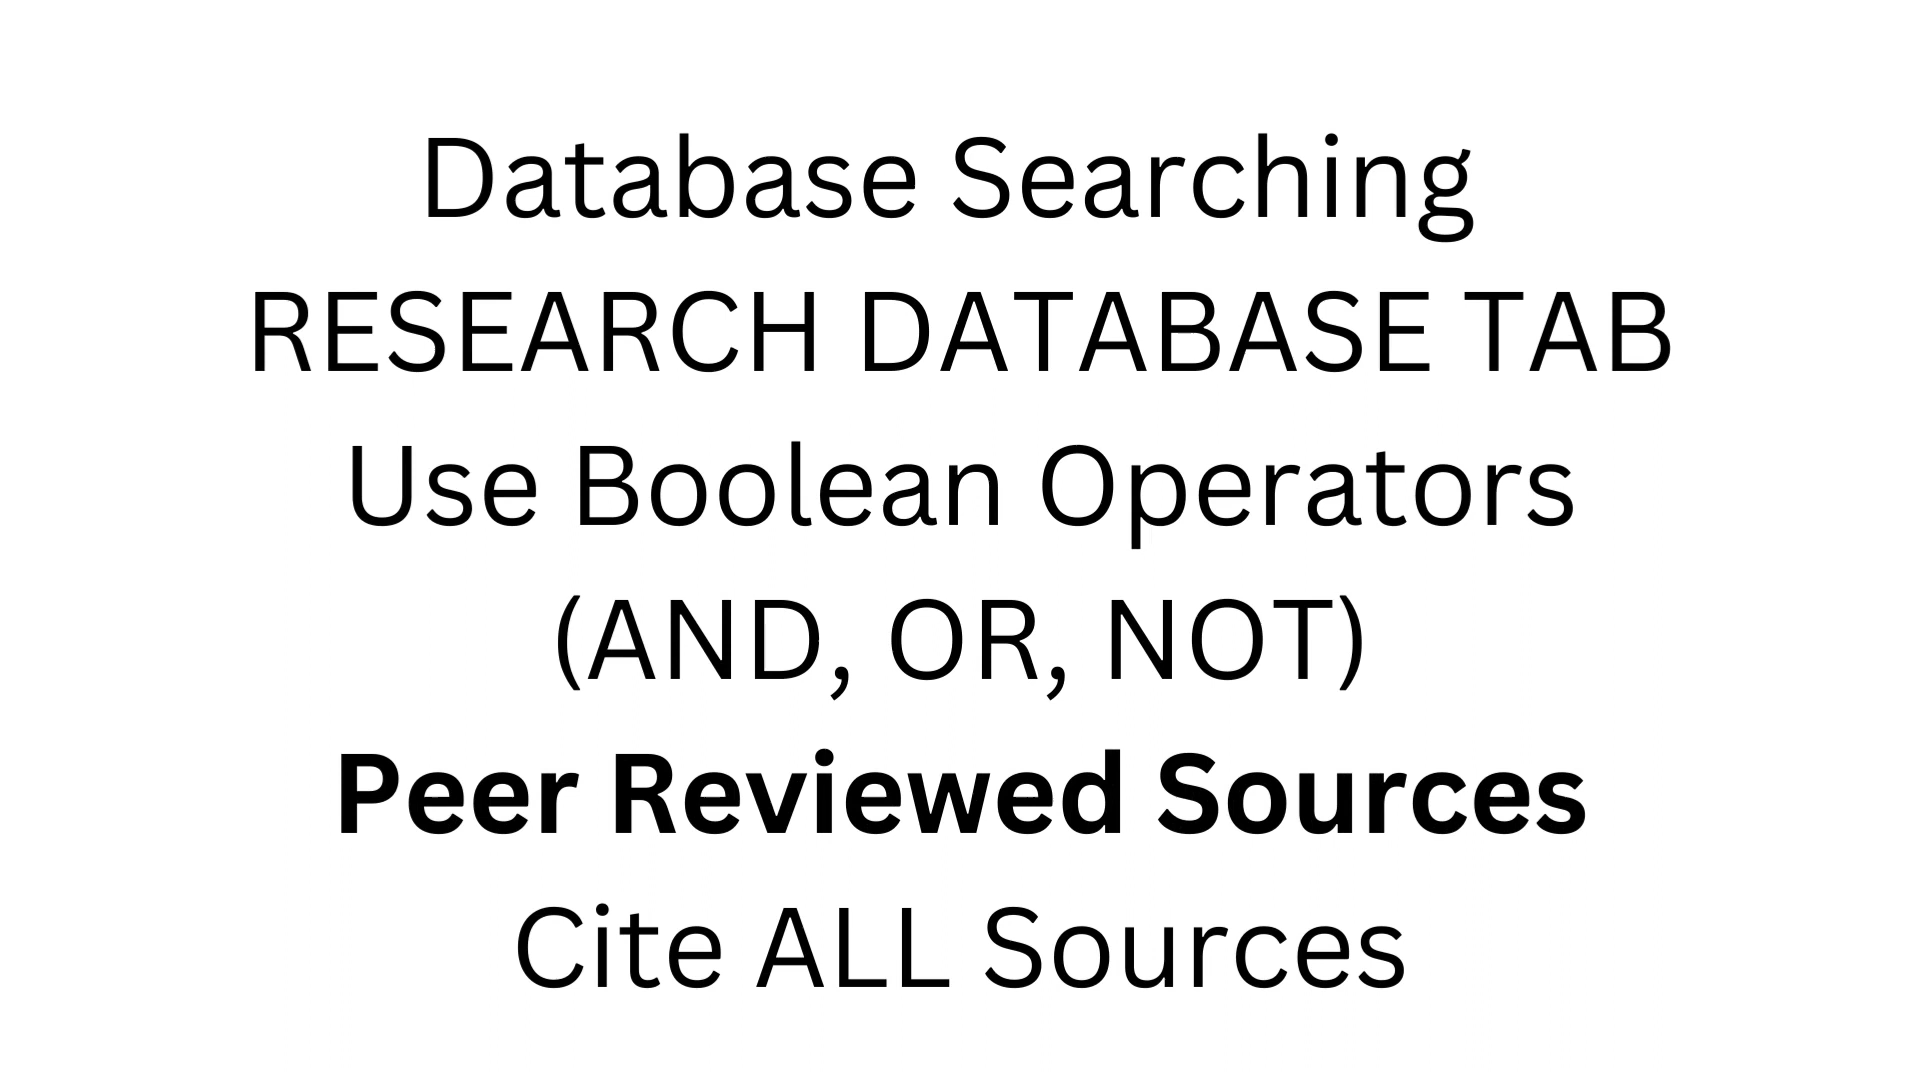 Database Searching
RESEARCH DATABASE TAB
Use Boolean Operators
(AND, OR, NOT)
Peer Reviewed Sources
Cite ALL Sources